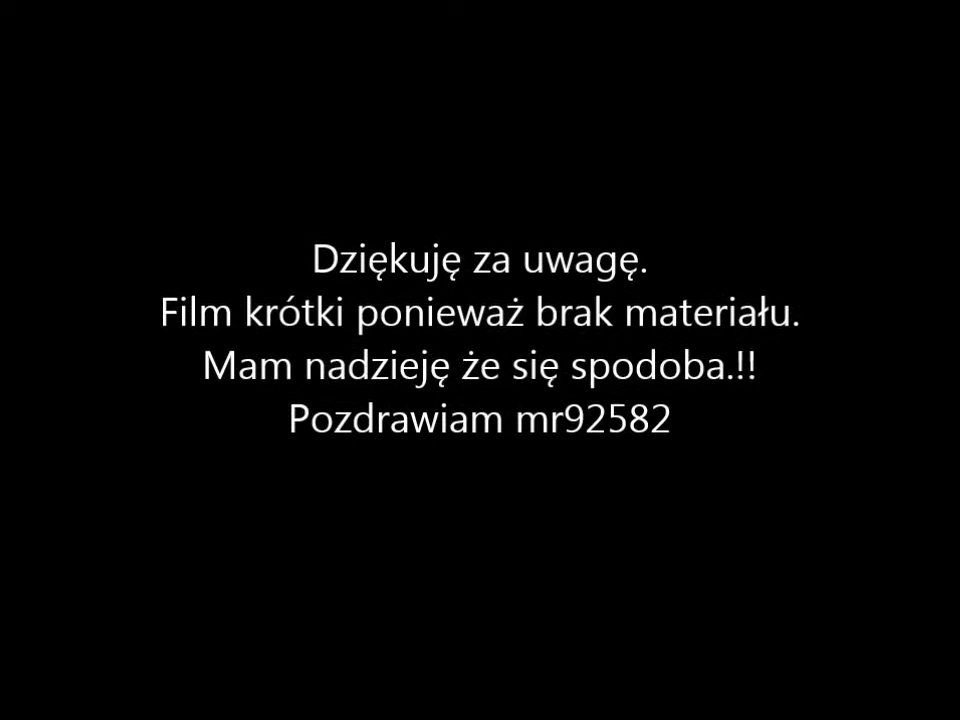 Dziękuję za uwagę.
Film krótki ponieważ brak materiału.
Mam nadzieję że się spodoba.!!
Pozdrawiam mr92582